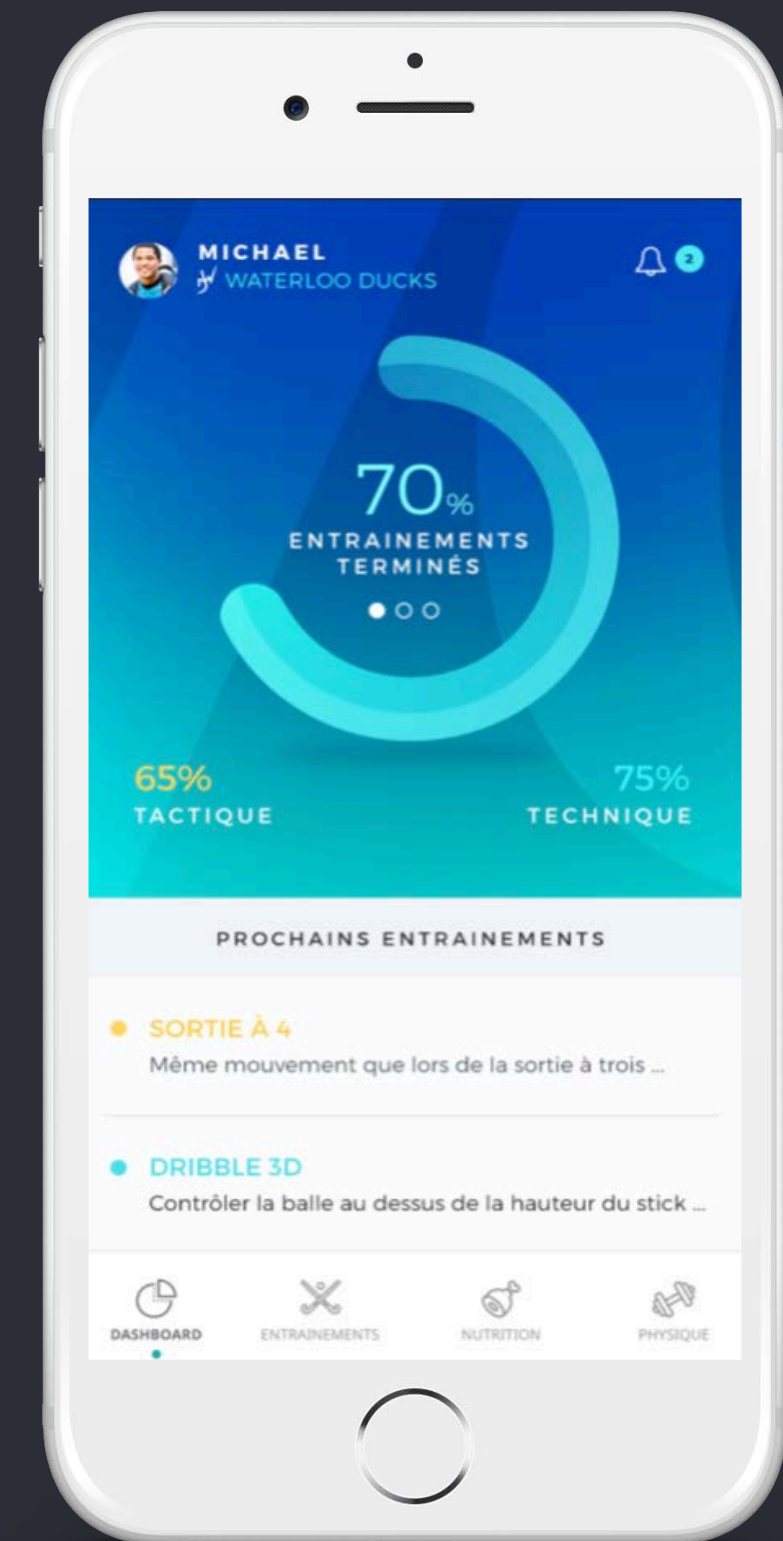 MICHAEL
WATERLOO DUCKS
2
70%
ENTRAINEMENTS
TERMINÉS
65%
TACTIQUE
75%
TECHNIQUE
PROCHAINS ENTRAINEMENTS
SORTIE À 4
Même mouvement que lors de la sortie à trois ...
DRIBBLE 3D
Contrôler la balle au dessus de la hauteur du stick ...
DASHBOARD
ENTRAINEMENTS
NUTRITION
PHYSIQUE